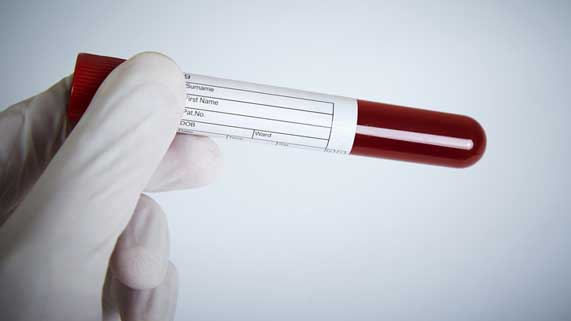 Surname
First Name
Pat.No.
DOB
Ward